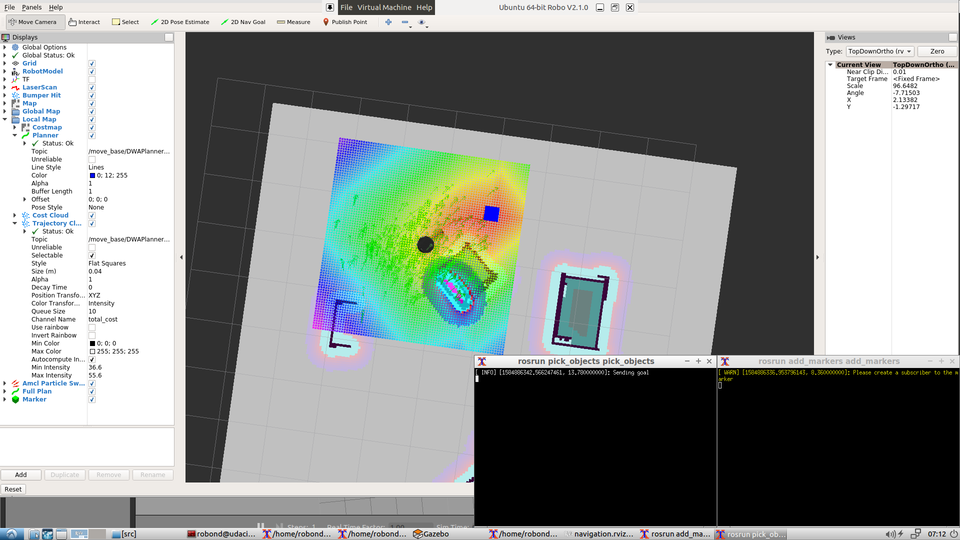 File Panels Help
File Virtual Machine Help
Ubuntu 64-bit Robo V2.1.0
Move Camera Interact Select 2D Pose Estimate 2D Nav Goal Measure Publish Point
Displays
Global Options
Global Status: Ok
Grid
RobotModel
TF
LaserScan
Bumper Hit
Map
Global Map
Local Map
Costmap
Planner
Status: Ok
Topic /move_base/DWAPlanner...
Unreliable
Line Style Lines
Color 0; 12; 255
Alpha 1
Buffer Length 1
Offset 0; 0; 0
Pose Style None
Cost Cloud
Trajectory Cl...
Status: Ok
Topic /move_base/DWAPlanner...
Unreliable
Selectable
Style Flat Squares
Size (m) 0.04
Alpha 1
Decay Time 0
Position Transfo... XYZ
Color Transfor... Intensity
Queue Size 10
Channel Name total_cost
Use rainbow
Invert Rainbow
Min Color 0; 0; 0
Max Color 255; 255; 255
Autocompute In...
Min Intensity 36.6
Max Intensity 55.6
Amcl Particle Sw...
Full Plan
Marker
Add Duplicate Remove Rename
Reset
Views
Type: TopDownOrtho (rv Zero
Current View TopDownOrtho (...
Near Clip Di... 0.01
Target Frame <Fixed Frame>
Scale 96.6482
Angle -7.71503
X 2.13382
Y -1.29717
rosrun pick_objects pick_objects
[ INFO] [1584886342,566247461, 13,780000000]: Sending goal
rosrun add_markers add_markers
[ WARN] [1584886336,953796143, 8,360000000]: Please create a subscriber to the m
arker
[src] robond@udaci... /home/robond... /home/robond... Gazebo /home/robond... navigation.rviz... rosrun add_ma... rosrun pick_ob... 07:12